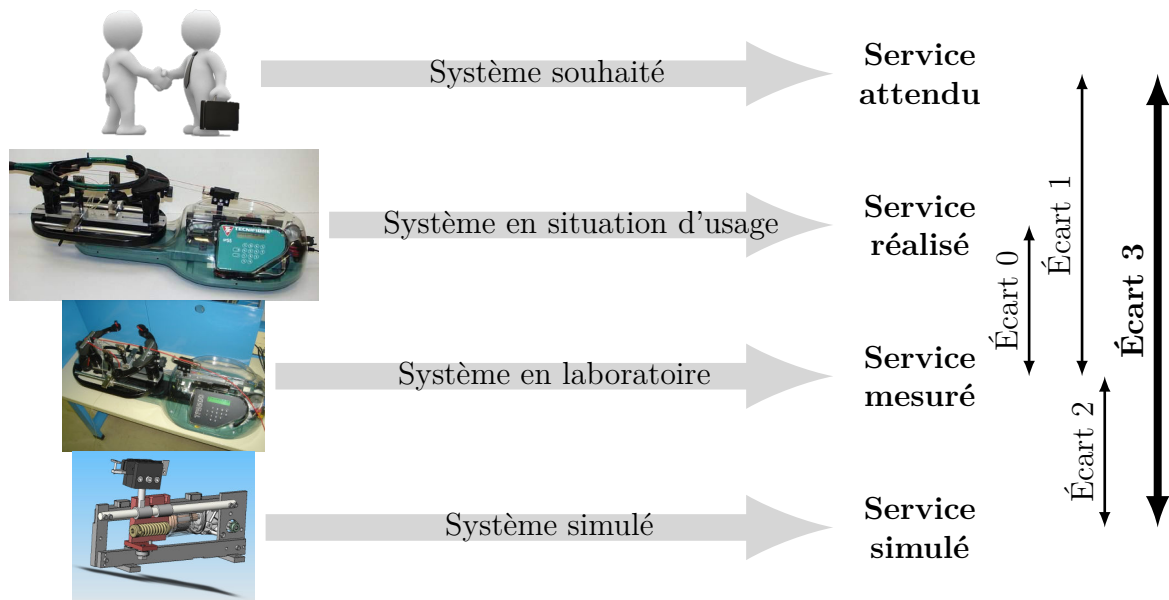 Système souhaité
Service
attendu
Système en situation d'usage
Service
réalisé
Système en laboratoire
Service
mesuré
Système simulé
Service
simulé
Écart 0
Écart 1
Écart 2
Écart 3
TECNIFIBRE